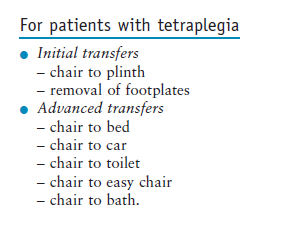 For patients with tetraplegia
● Initial transfers
– chair to plinth
– removal of footplates
● Advanced transfers
– chair to bed
– chair to car
– chair to toilet
– chair to easy chair
– chair to bath.